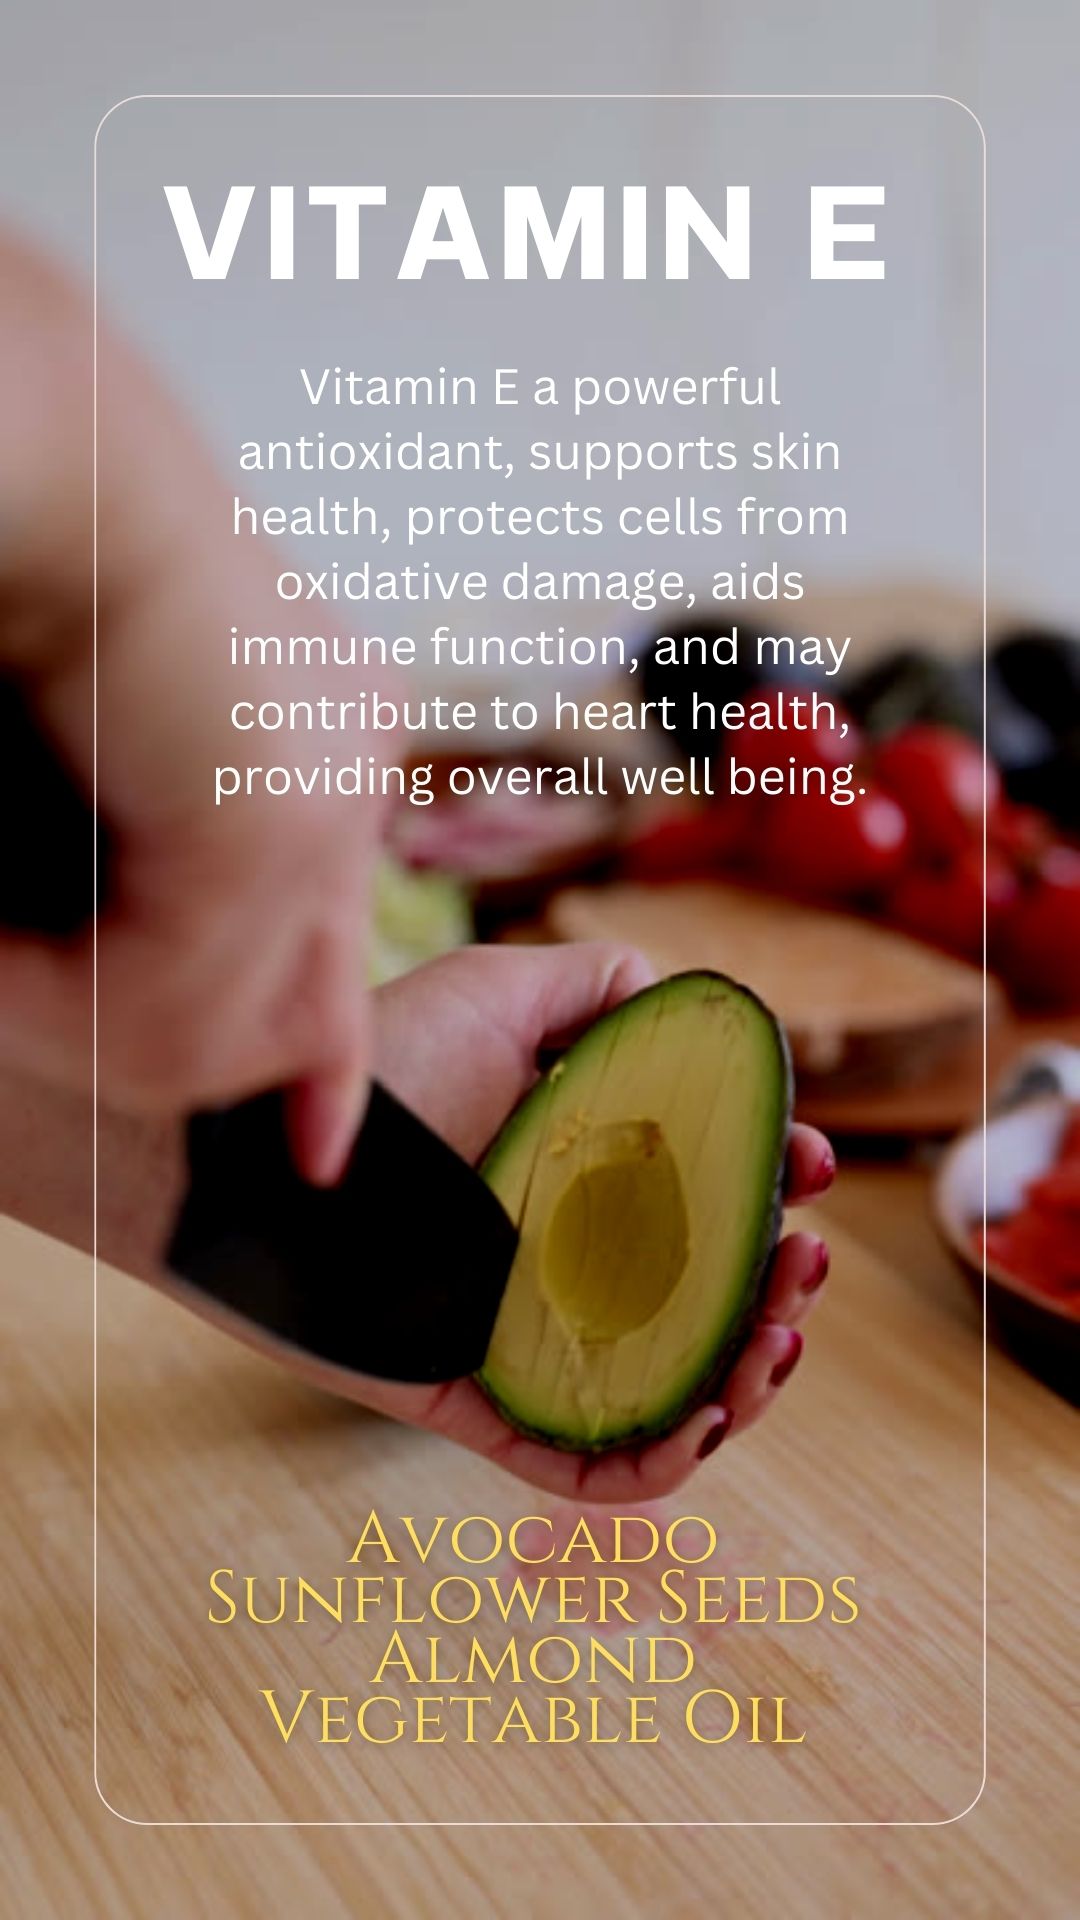 VITAMIN E
Vitamin E a powerful
antioxidant, supports skin
health, protects cells from
oxidative damage, aids
immune function, and may
contribute to heart health,
providing overall well being.
Avocado
Sunflower Seeds
Almond
Vegetable Oil